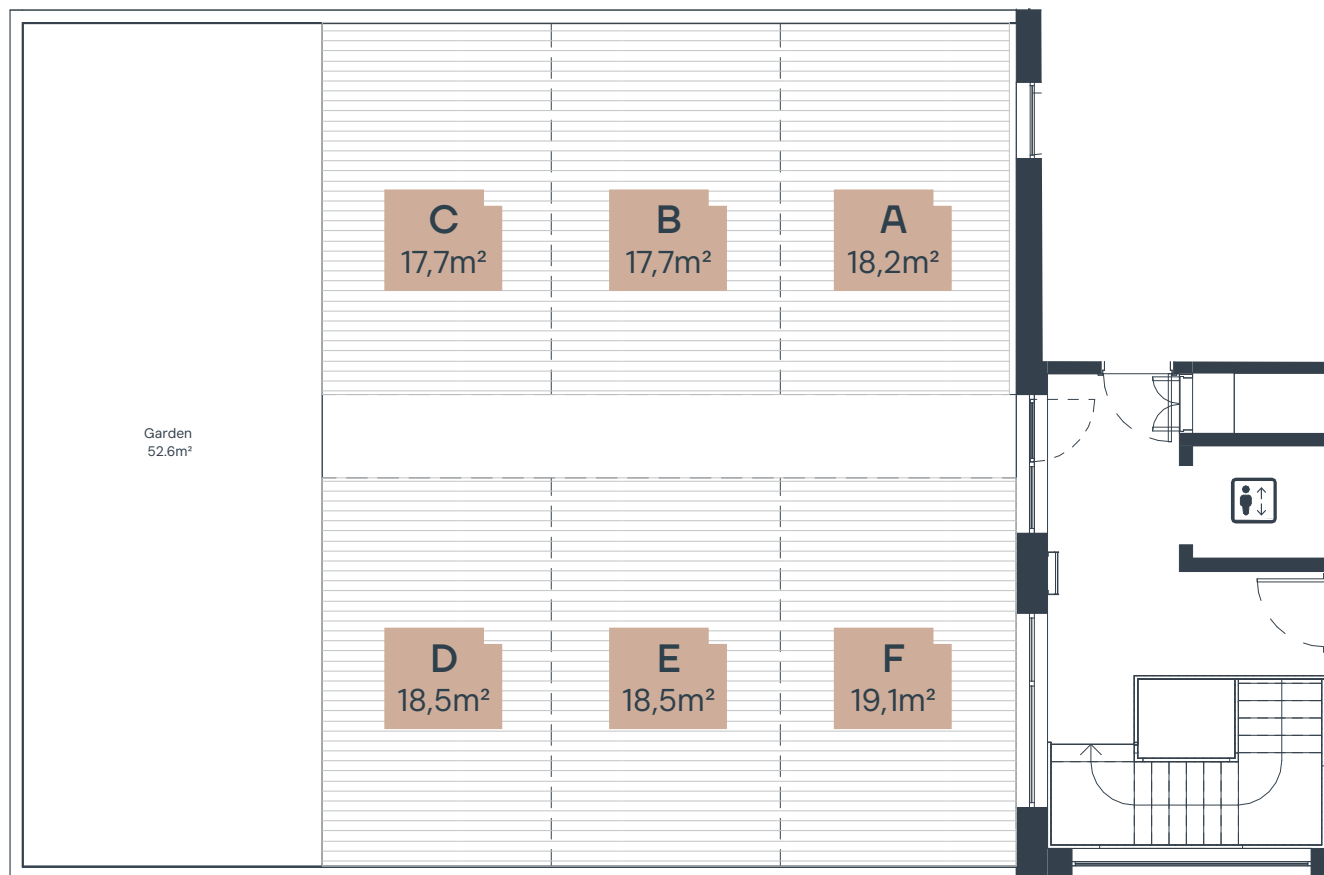 C
17,7m²
B
17,7m²
A
18,2m²
Garden
52.6m²
D
18,5m²
E
18,5m²
F
19,1m²